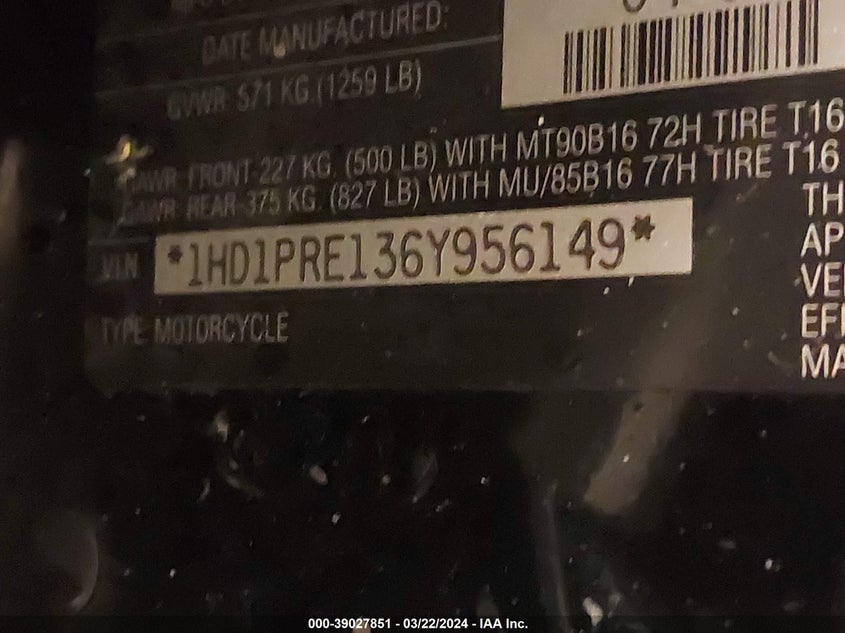 DATE MANUFACTURED:
GVWR 571 KG (1259 LB)
GAWR FRONT-227 KG. (500 LB) WITH MT90B16 72H TIRE T16
GAWR REAR-375 KG. (827 LB) WITH MU/85B16 77H TIRE T16
TH
AP
VIN *1HD1PRE136Y956149*
VE
TYPE MOTORCYCLE
EF
MA
000-39027851 - 03/22/2024 - IAA Inc.